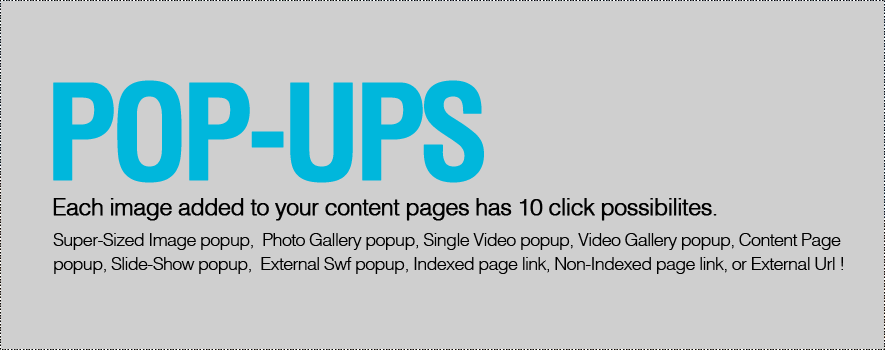 POP-UPS
Each image added to your content pages has 10 click possibilites.
Super-Sized Image popup,  Photo Gallery popup, Single Video popup, Video Gallery popup, Content Page
popup, Slide-Show popup,  External Swf popup, Indexed page link, Non-Indexed page link, or External Url !